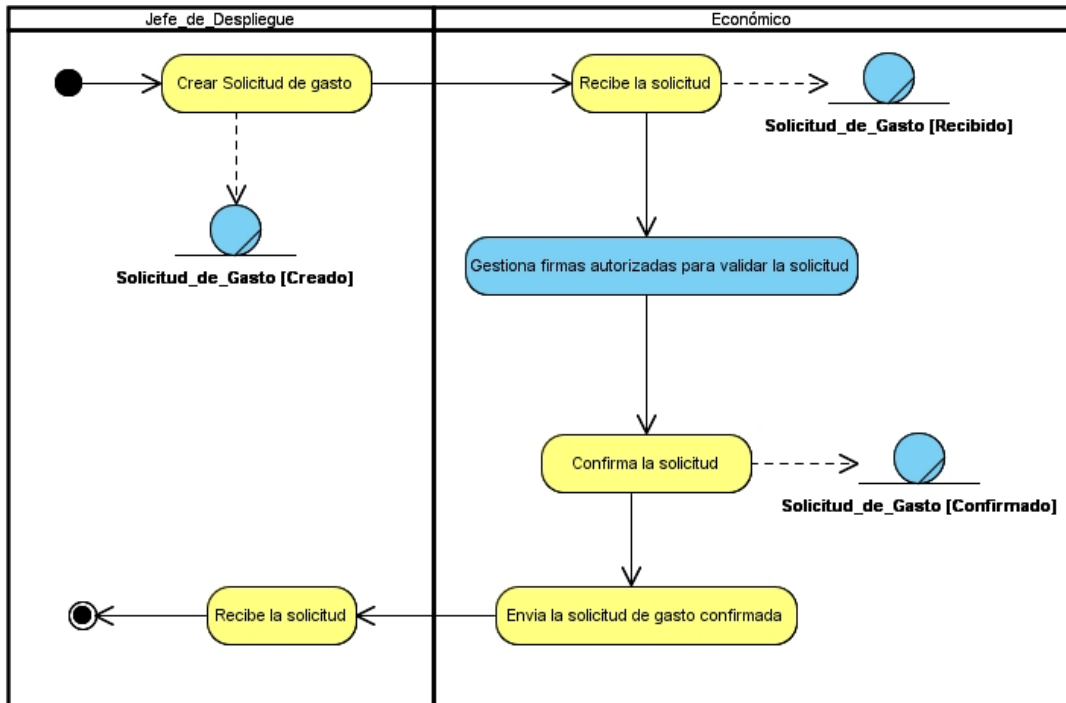 Jefe_de_Despliegue
Económico
Crear Solicitud de gasto
Recibe la solicitud
Solicitud_de_Gasto [Recibido]
Solicitud_de_Gasto [Creado]
Gestiona firmas autorizadas para validar la solicitud
Confirma la solicitud
Solicitud_de_Gasto [Confirmado]
Recibe la solicitud
Envia la solicitud de gasto confirmada